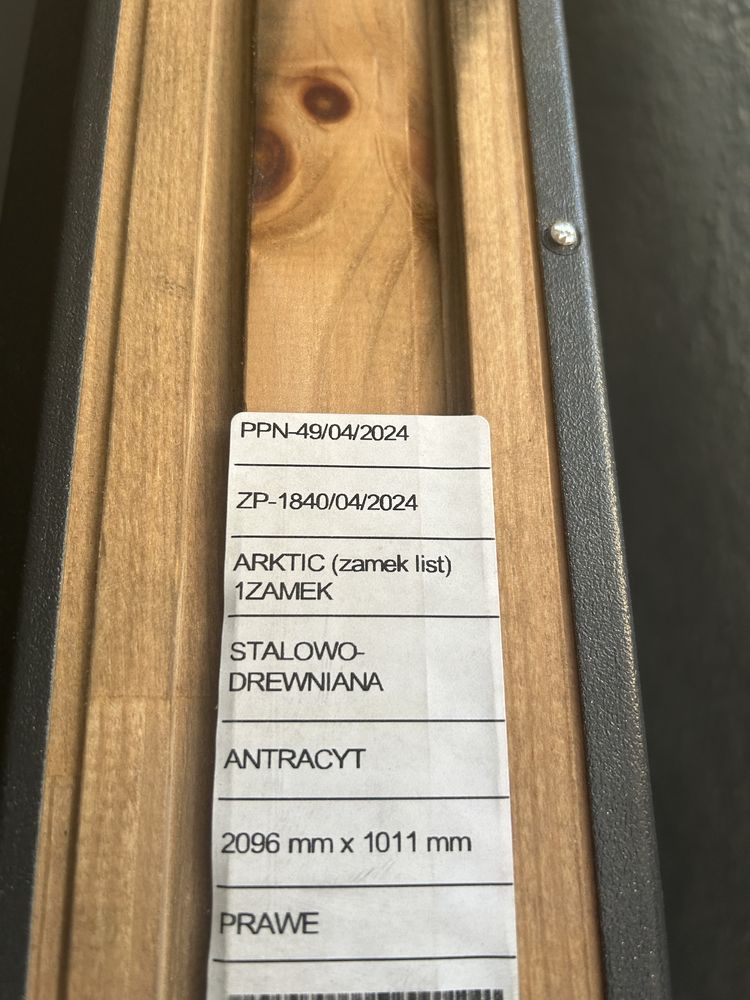 PPN-49/04/2024
ZP-1840/04/2024
ARKTIC (zamek list)
1ZAMEK
STALOWO-
DREWNIANA
ANTRACYT
2096 mm x 1011 mm
PRAWE